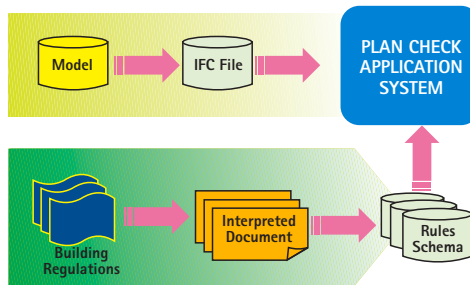 Model
IFC File
PLAN CHECK
APPLICATION
SYSTEM
Building
Regulations
Interpreted
Document
Rules
Schema